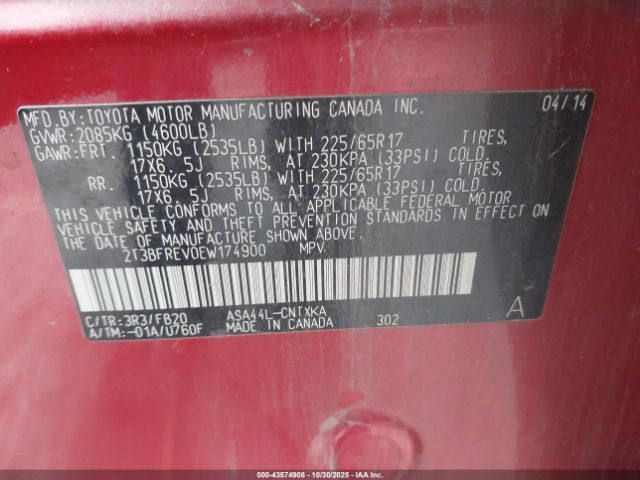 MFD.BY:TOYOTA MOTOR MANUFACTURING CANADA INC. 04/14
GVWR:2085KG (4600LB)
GAWR:FRT. 1150KG (2535LB) WITH 225/65R17 TIRES,
17X6.5J RIMS, AT 230KPA (33PSI) COLD.
RR. 1150KG (2535LB) WITH 225/65R17 TIRES,
17X6.5J RIMS, AT 230KPA (33PSI) COLD.
THIS VEHICLE CONFORMS TO ALL APPLICABLE FEDERAL MOTOR
VEHICLE SAFETY AND THEFT PREVENTION STANDARDS IN EFFECT
ON THE DATE OF MANUFACTURE SHOWN ABOVE.
2T3BFREV0EW174900 MPV.
C/TR:3R3/FB20 ASA44L-CNTXKA A
A/TM:-01A/U760F MADE IN CANADA 302
000-43574908 - 10/30/2025 - IAA Inc.